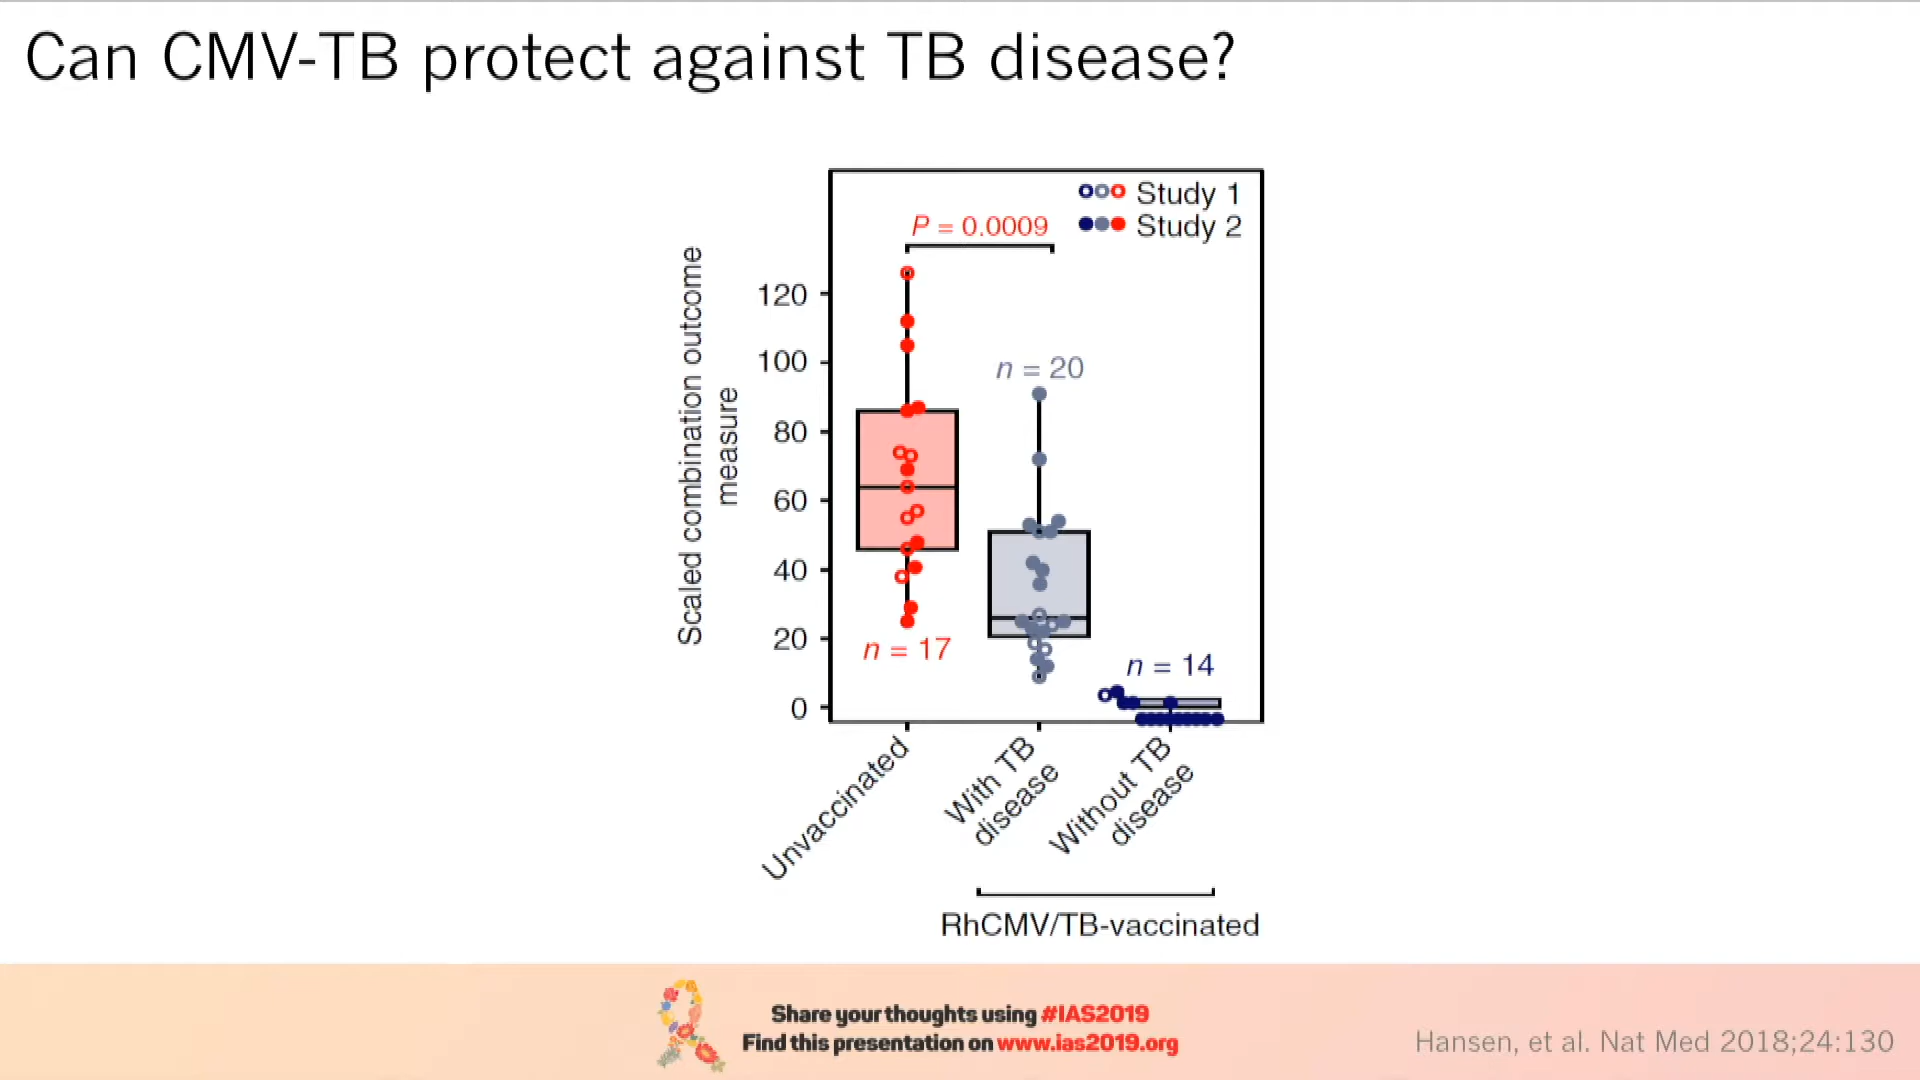 Can CMV-TB protect against TB disease?
Study 1
Study 2
P = 0.0009
Scaled combination outcome
measure
120
100
80
60
40
20
0
n = 17
n = 20
n = 14
Unvaccinated
With TB
disease
Without TB
disease
RhCMV/TB-vaccinated
Share your thoughts using #IAS2019
Find this presentation on www.ias2019.org
Hansen, et al. Nat Med 2018;24:130